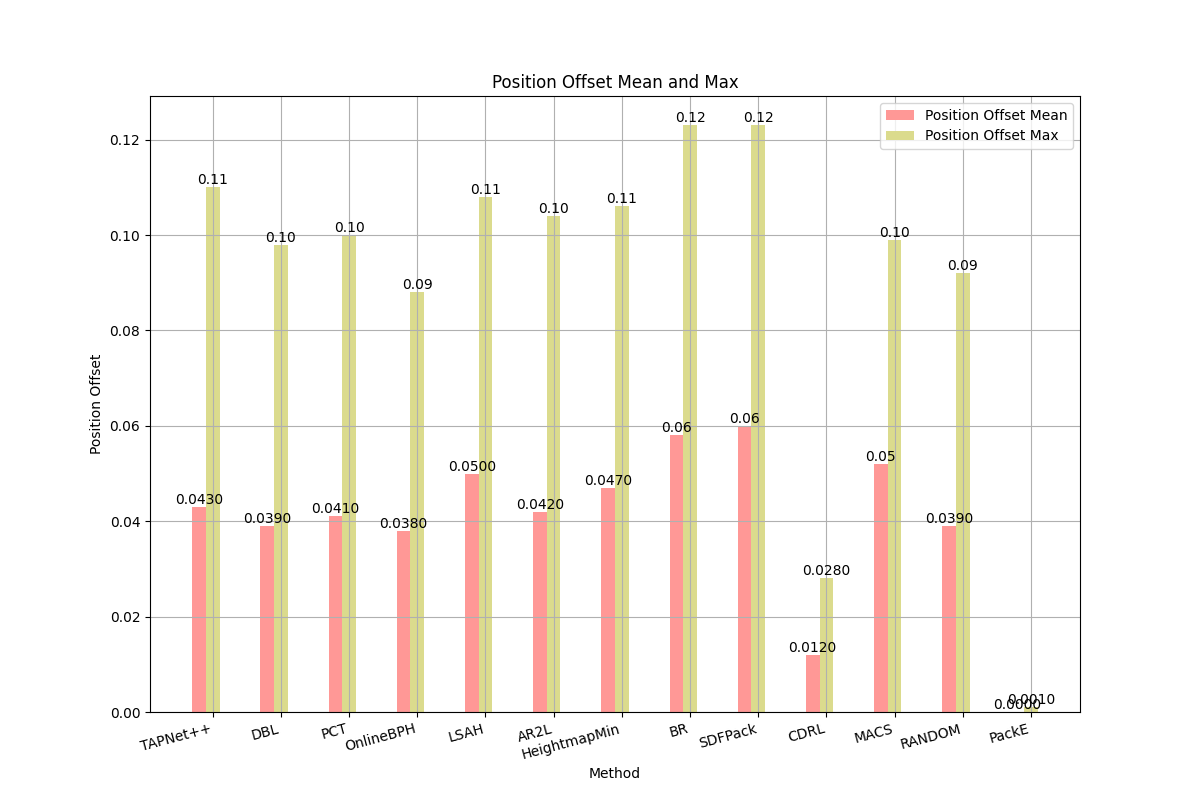 Position Offset Mean and Max
Position Offset Mean
Position Offset Max
Position Offset
0.12
0.10
0.08
0.06
0.04
0.02
0.00
0.0430
0.11
0.0390
0.10
0.0410
0.10
0.0380
0.09
0.0500
0.11
0.0420
0.10
0.0470
0.11
0.06
0.12
0.06
0.12
0.0120
0.0280
0.05
0.10
0.0390
0.09
0.0000
0.0010
TAPNet++
DBL
PCT
OnlineBPH
LSAH
AR2L
HeightmapMin
BR
SDFPack
CDRL
MACS
RANDOM
PackE
Method